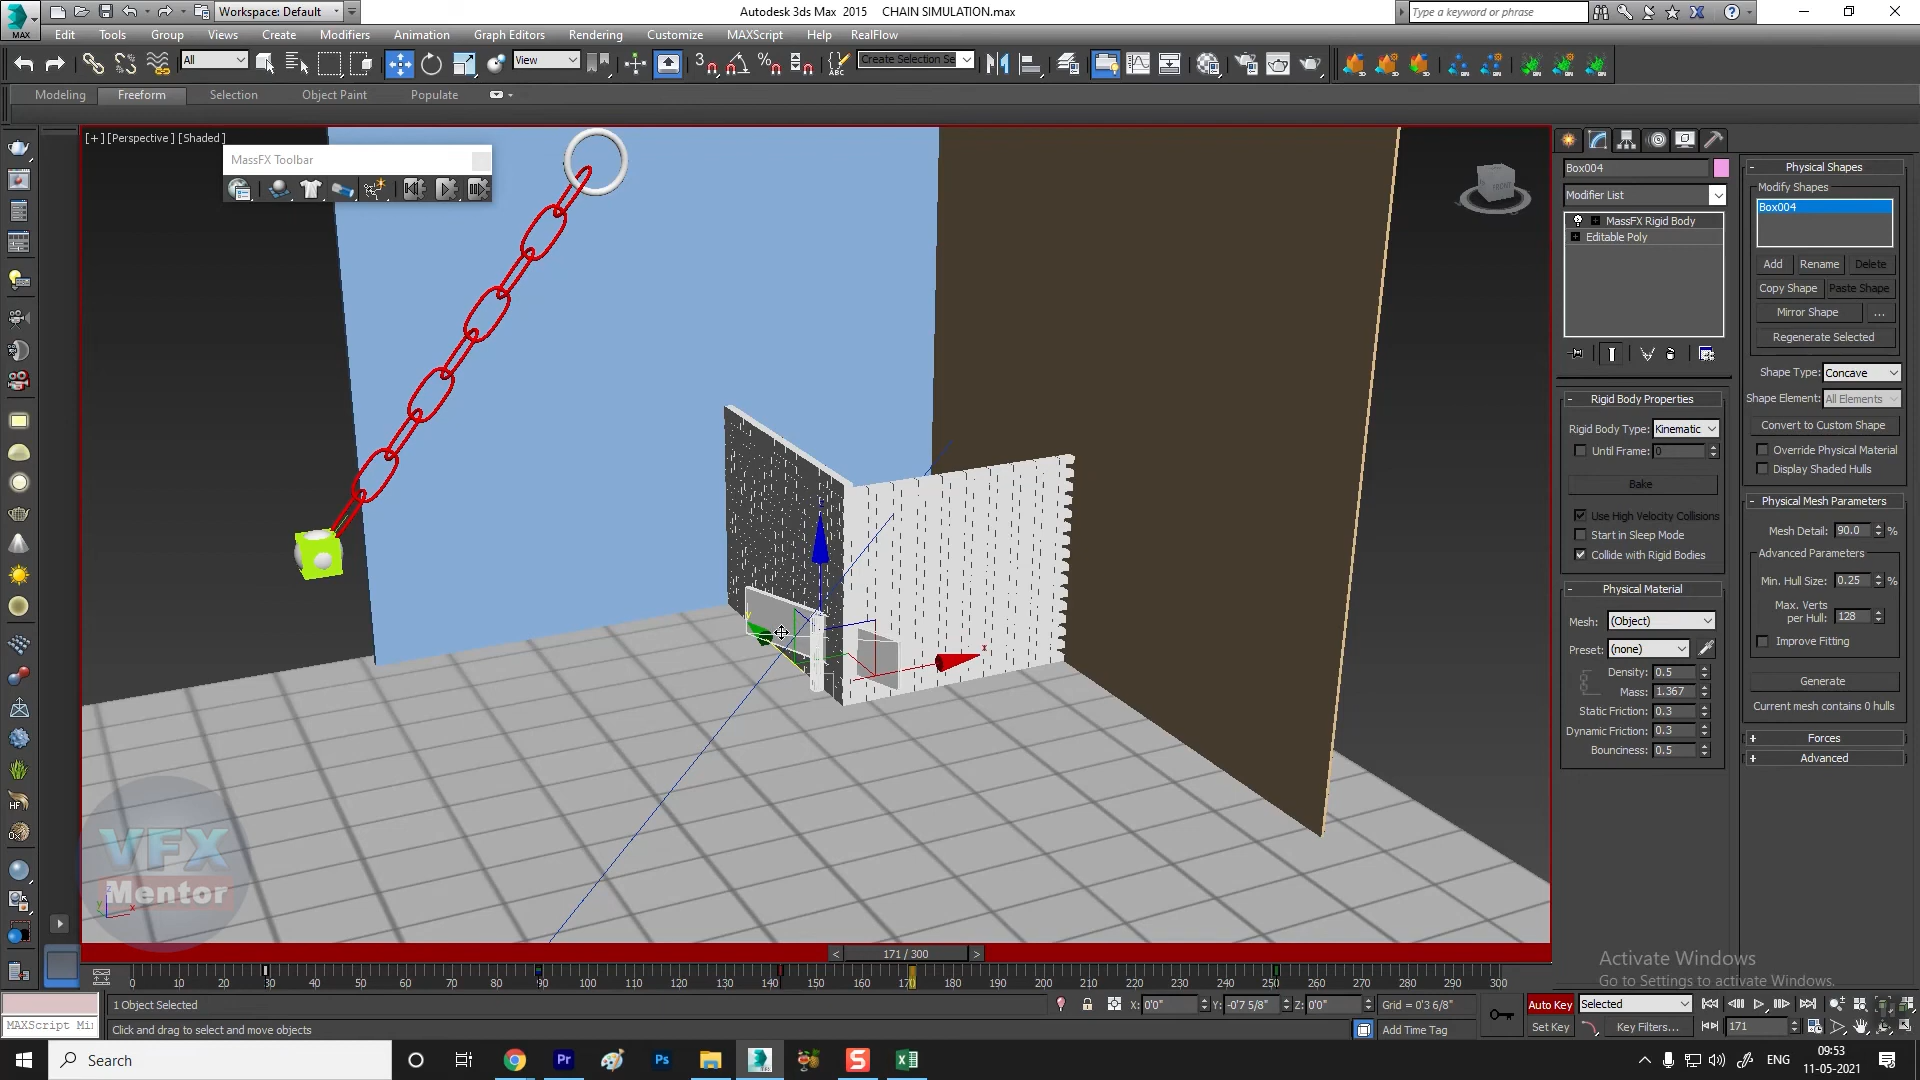 Workspace: Default
Autodesk 3ds Max 2015 CHAIN SIMULATION.max
Type a keyword or phrase
MAX
Edit Tools Group Views Create Modifiers Animation Graph Editors Rendering Customize MAXScript Help RealFlow
All View Create Selection Se
Modeling Freeform Selection Object Paint Populate
[+] [Perspective] [Shaded]
MassFX Toolbar
FRONT
Box004
Modifier List
MassFX Rigid Body
Editable Poly
Rigid Body Properties
Rigid Body Type: Kinematic
Until Frame: 0
Bake
Use High Velocity Collisions
Start in Sleep Mode
Collide with Rigid Bodies
Physical Material
Mesh: (Object)
Preset: (none)
Density: 0.5
Mass: 1.367
Static Friction: 0.3
Dynamic Friction: 0.3
Bounciness: 0.5
Physical Shapes
Modify Shapes
Box004
Add Rename Delete
Copy Shape Paste Shape
Mirror Shape ...
Regenerate Selected
Shape Type: Concave
Shape Element: All Elements
Convert to Custom Shape
Override Physical Material
Display Shaded Hulls
Physical Mesh Parameters
Mesh Detail: 90.0 %
Advanced Parameters
Min. Hull Size: 0.25 %
Max. Verts
per Hull: 128
Improve Fitting
Generate
Current mesh contains 0 hulls
Forces
Advanced
VFX
Mentor
Activate Windows
Go to Settings to activate Windows.
171 / 300
0 10 20 30 40 50 60 70 80 90 100 110 120 130 140 150 160 170 180 190 200 210 220 230 240 250 260 270 280 290 300
1 Object Selected
X: 0'0" Y: -0'7 5/8" Z: 0'0" Grid = 0'3 6/8"
Auto Key Selected
MAXScript Mi
Click and drag to select and move objects
Add Time Tag
Set Key Key Filters... 171
Search
ENG
09:53
11-05-2021